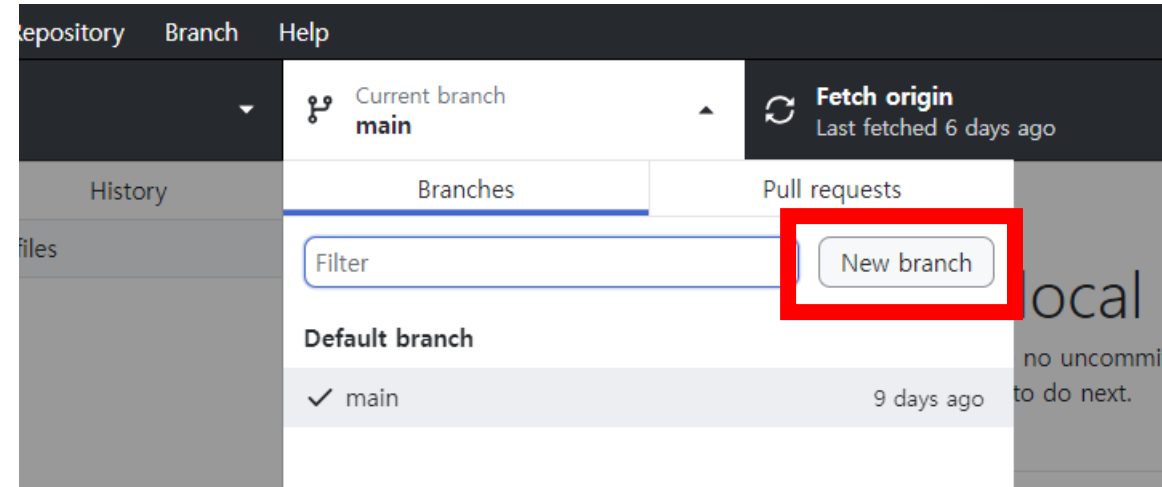 Repository Branch Help
Current branch
main
Fetch origin
Last fetched 6 days ago
History
Branches
Pull requests
files
Filter
New branch
local
Default branch
no uncommi
main
9 days ago
to do next.